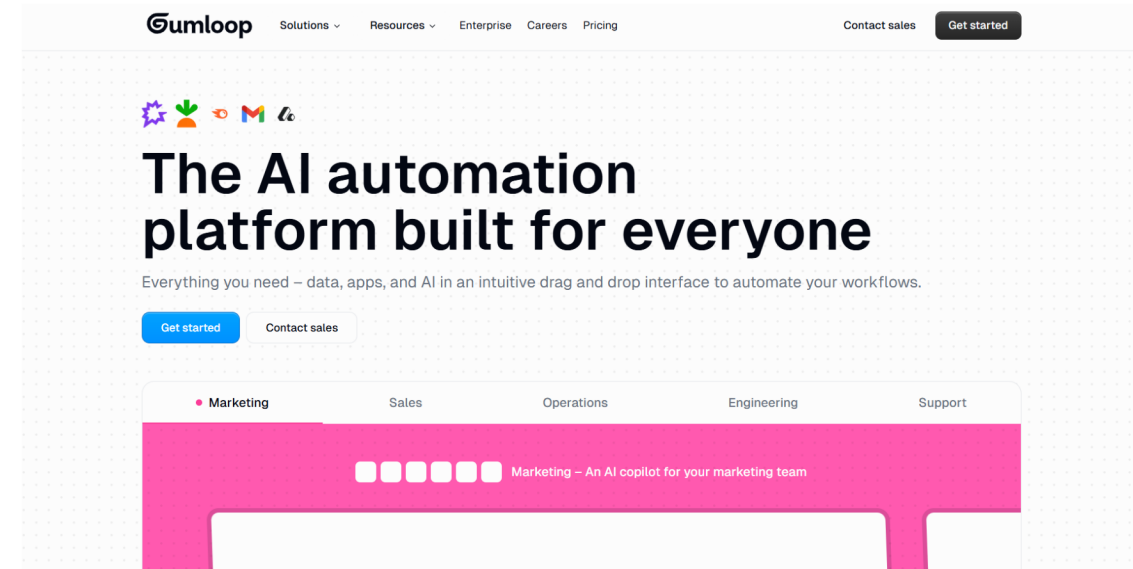 Gumloop
Solutions
Resources
Enterprise
Careers
Pricing
Contact sales
Get started
The AI automation
platform built for everyone
Everything you need – data, apps, and AI in an intuitive drag and drop interface to automate your workflows.
Get started
Contact sales
Marketing
Sales
Operations
Engineering
Support
Marketing – An AI copilot for your marketing team